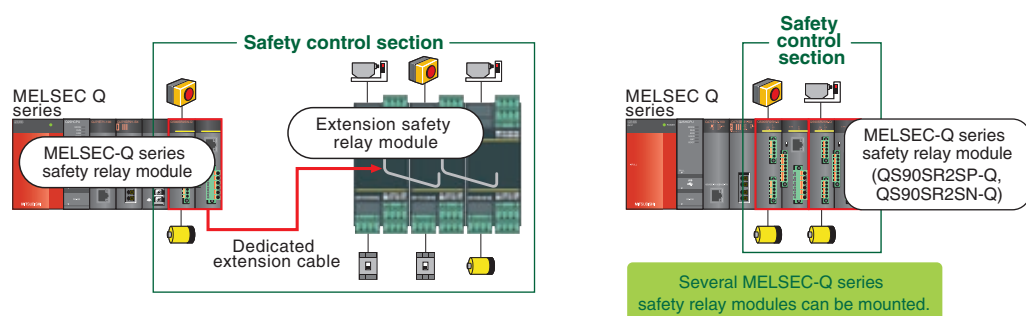 Safety control section
MELSEC Q
series
MELSEC-Q series
safety relay module
Extension safety
relay module
Dedicated
extension cable
Safety
control
section
MELSEC Q
series
MELSEC-Q series
safety relay module
(QS90SR2SP-Q,
QS90SR2SN-Q)
Several MELSEC-Q series
safety relay modules can be mounted.